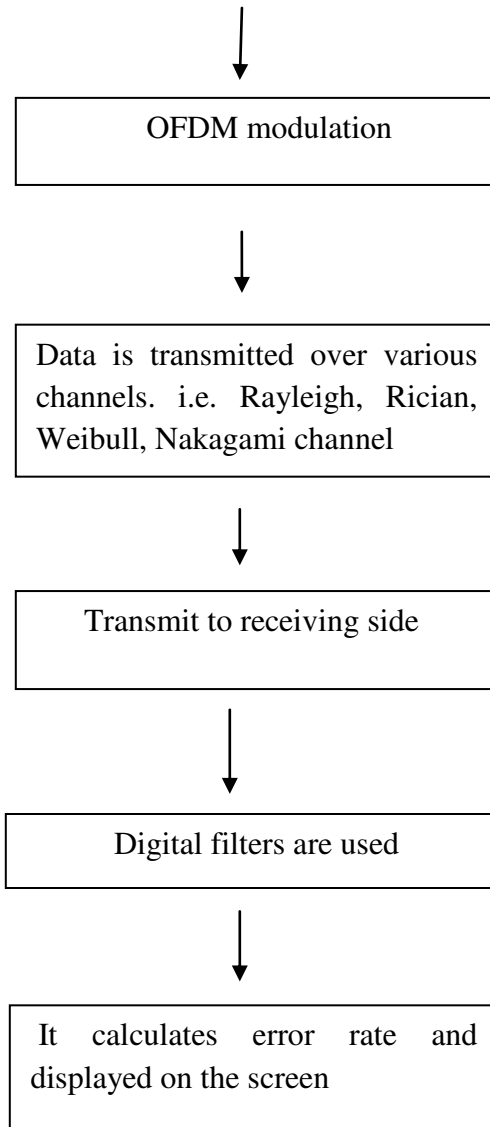 OFDM modulation
Data is transmitted over various
channels. i.e. Rayleigh, Rician,
Weibull, Nakagami channel
Transmit to receiving side
Digital filters are used
It calculates error rate and
displayed on the screen